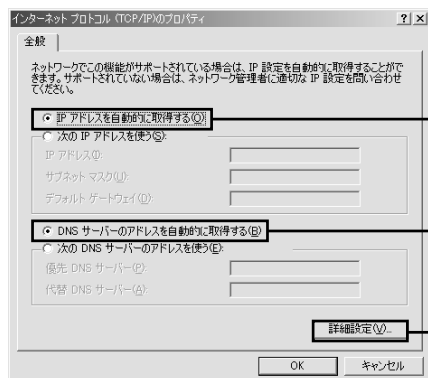 インターネット プロトコル (TCP/IP)のプロパティ
? ×
全般
ネットワークでこの機能がサポートされている場合は、IP 設定を自動的に取得することがで
きます。サポートされていない場合は、ネットワーク管理者に適切な IP 設定を問い合わせ
てください。
IP アドレスを自動的に取得する(O)
次の IP アドレスを使う(S):
IP アドレス(I):
サブネット マスク(U):
デフォルト ゲートウェイ(D):
DNS サーバーのアドレスを自動的に取得する(B)
次の DNS サーバーのアドレスを使う(E):
優先 DNS サーバー(P):
代替 DNS サーバー(A):
詳細設定(V)...
OK キャンセル